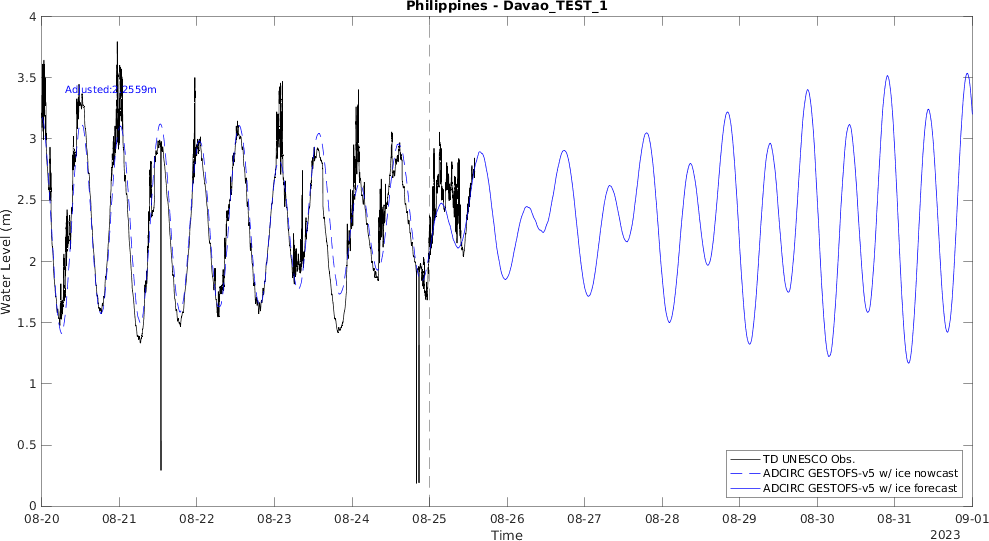 Philippines - Davao_TEST_1
Water Level (m)
4
3.5
3
2.5
2
1.5
1
0.5
0
Adjusted:2.2559m
TD UNESCO Obs.
ADCIRC GESTOFS-v5 w/ ice nowcast
ADCIRC GESTOFS-v5 w/ ice forecast
08-20 08-21 08-22 08-23 08-24 08-25 08-26 08-27 08-28 08-29 08-30 08-31 09-01
Time
2023